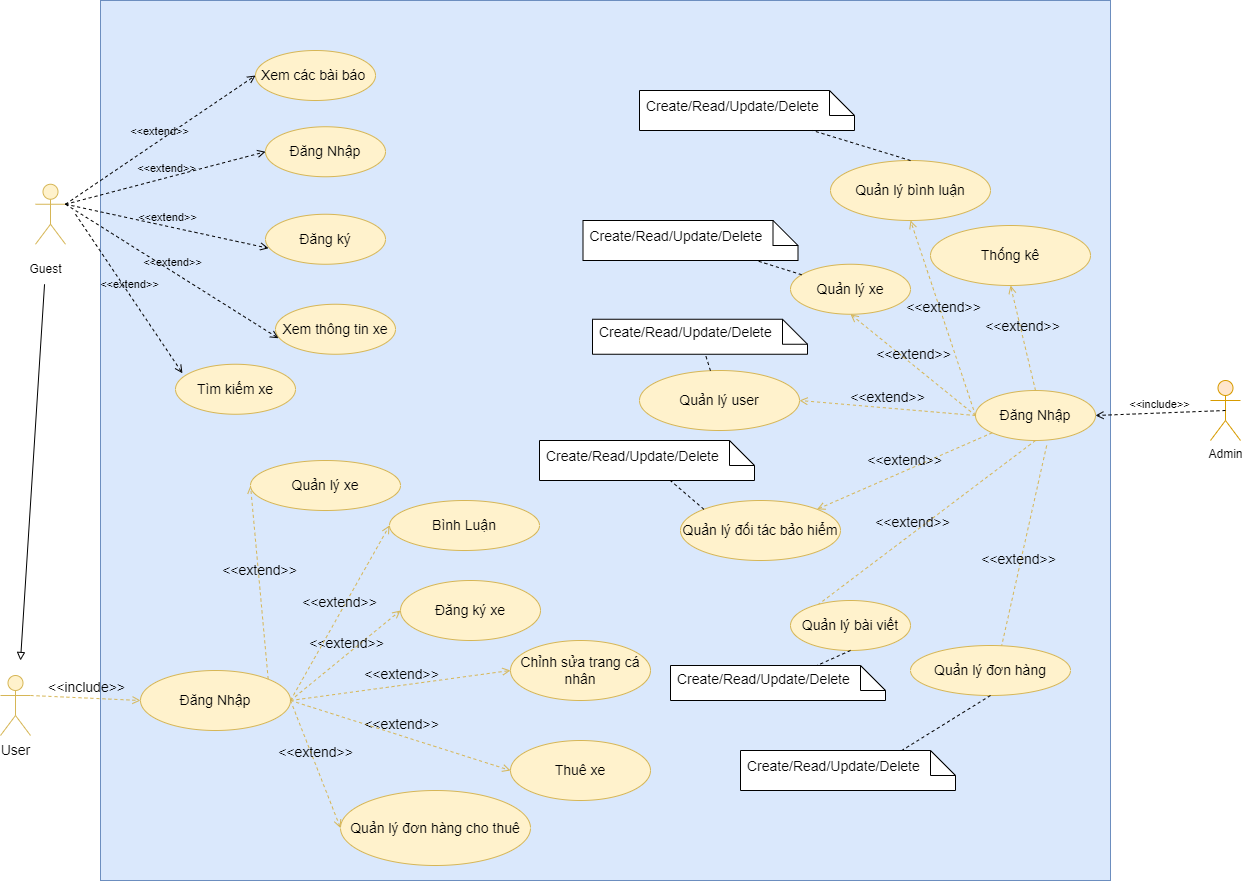 Xem các bài báo
<<extend>>
Đăng Nhập
<<extend>>
Guest
<<extend>>
Đăng ký
<<extend>>
<<extend>>
Xem thông tin xe
Tìm kiếm xe
Create/Read/Update/Delete
Quản lý bình luận
Create/Read/Update/Delete
Thống kê
Quản lý xe
<<extend>>
<<extend>>
Create/Read/Update/Delete
<<extend>>
Quản lý user
<<extend>>
Đăng Nhập
<<include>>
Admin
Create/Read/Update/Delete
<<extend>>
Quản lý đối tác bảo hiểm
<<extend>>
<<extend>>
Quản lý bài viết
Create/Read/Update/Delete
Quản lý đơn hàng
Create/Read/Update/Delete
Quản lý xe
Bình Luận
<<extend>>
<<extend>>
Đăng ký xe
<<extend>>
Chỉnh sửa trang cá
nhân
<<extend>>
User
<<include>>
Đăng Nhập
<<extend>>
<<extend>>
Thuê xe
Quản lý đơn hàng cho thuê